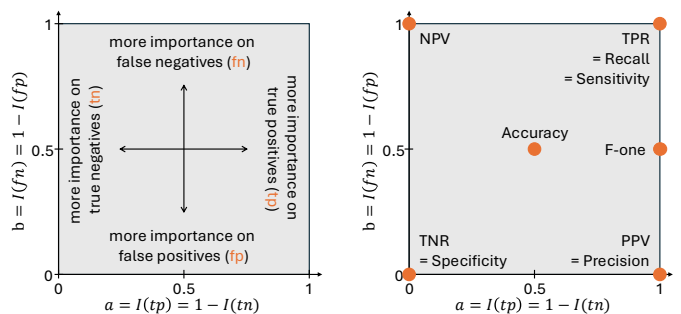 1
0.5
0
b = I(fn) = 1 − I(fp)
more importance on
false negatives (fn)
more importance on
true negatives (tn)
more importance on
true positives (tp)
more importance on
false positives (fp)
0
0.5
1
a = I(tp) = 1 − I(tn)
1
0.5
0
b = I(fn) = 1 − I(fp)
NPV
TPR
= Recall
= Sensitivity
Accuracy
F-one
TNR
= Specificity
PPV
= Precision
0
0.5
1
a = I(tp) = 1 − I(tn)